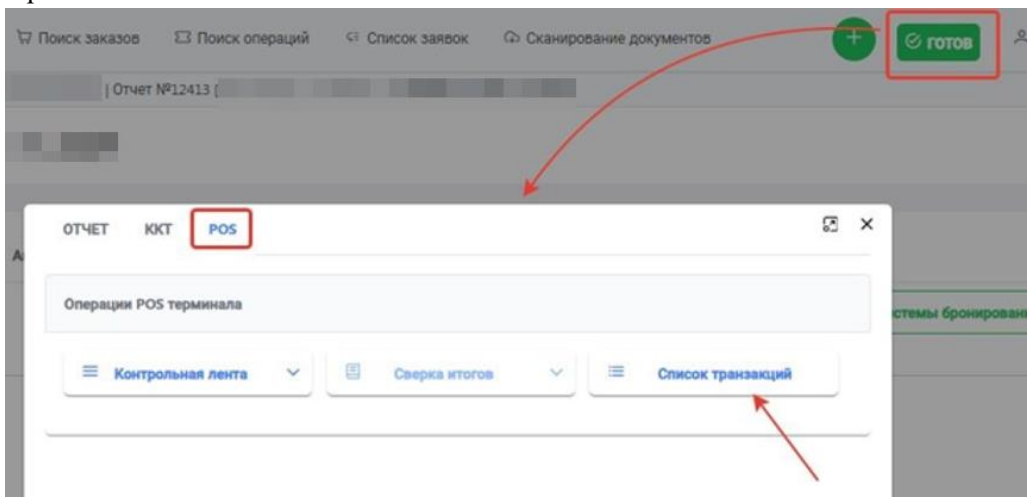 Поиск заказов Поиск операций Список заявок Сканирование документов + ГОТОВ
| Отчет №12413 [
ОТЧЕТ ККТ POS
Операции POS терминала
стемы бронирован
Контрольная лента Сверка итогов Список транзакций